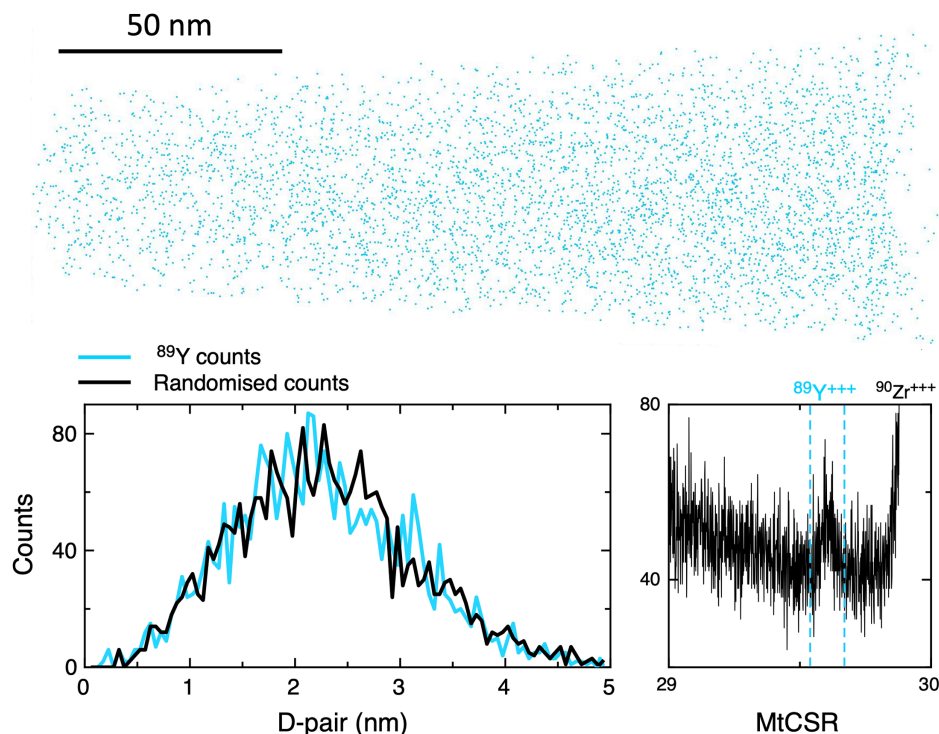 50 nm
⁸⁹Y counts
Randomised counts
⁸⁹Y⁺⁺⁺ ⁹⁰Zr⁺⁺⁺
80
40
0
Counts
0 1 2 3 4 5
D-pair (nm)
80
40
29 30
MtCSR